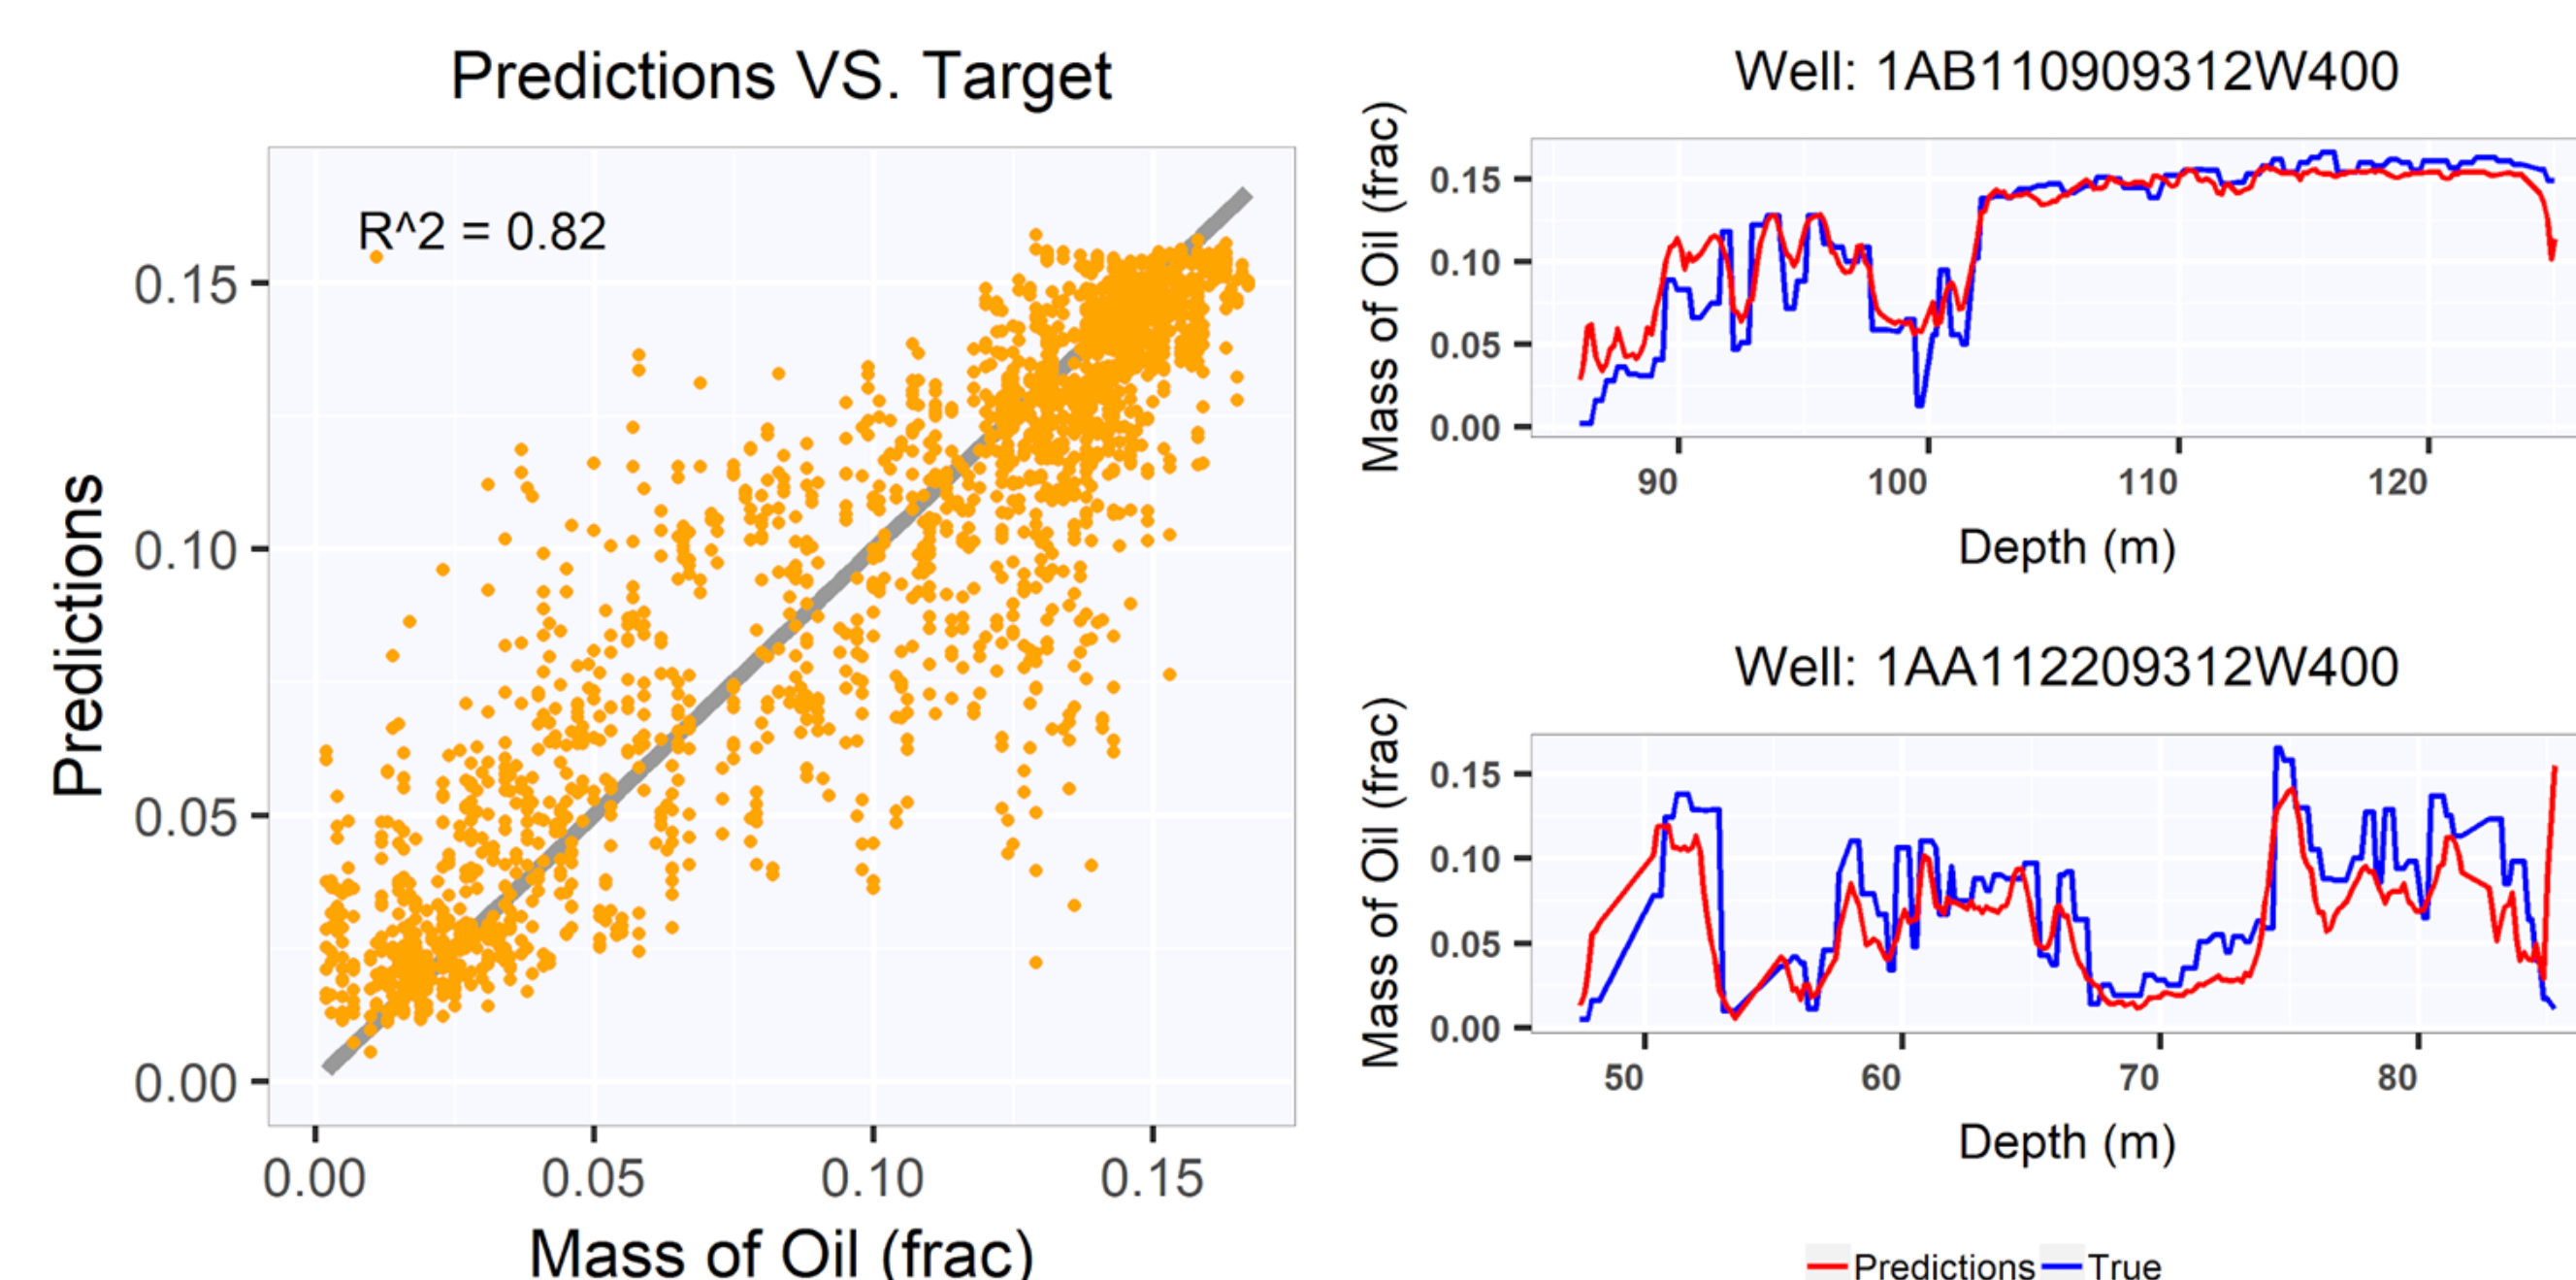 Predictions VS. Target
R^2 = 0.82
Predictions
0.15
0.10
0.05
0.00
0.00 0.05 0.10 0.15
Mass of Oil (frac)
Well: 1AB110909312W400
Mass of Oil (frac)
0.15
0.10
0.05
0.00
90 100 110 120
Depth (m)
Well: 1AA112209312W400
Mass of Oil (frac)
0.15
0.10
0.05
0.00
50 60 70 80
Depth (m)
Predictions True